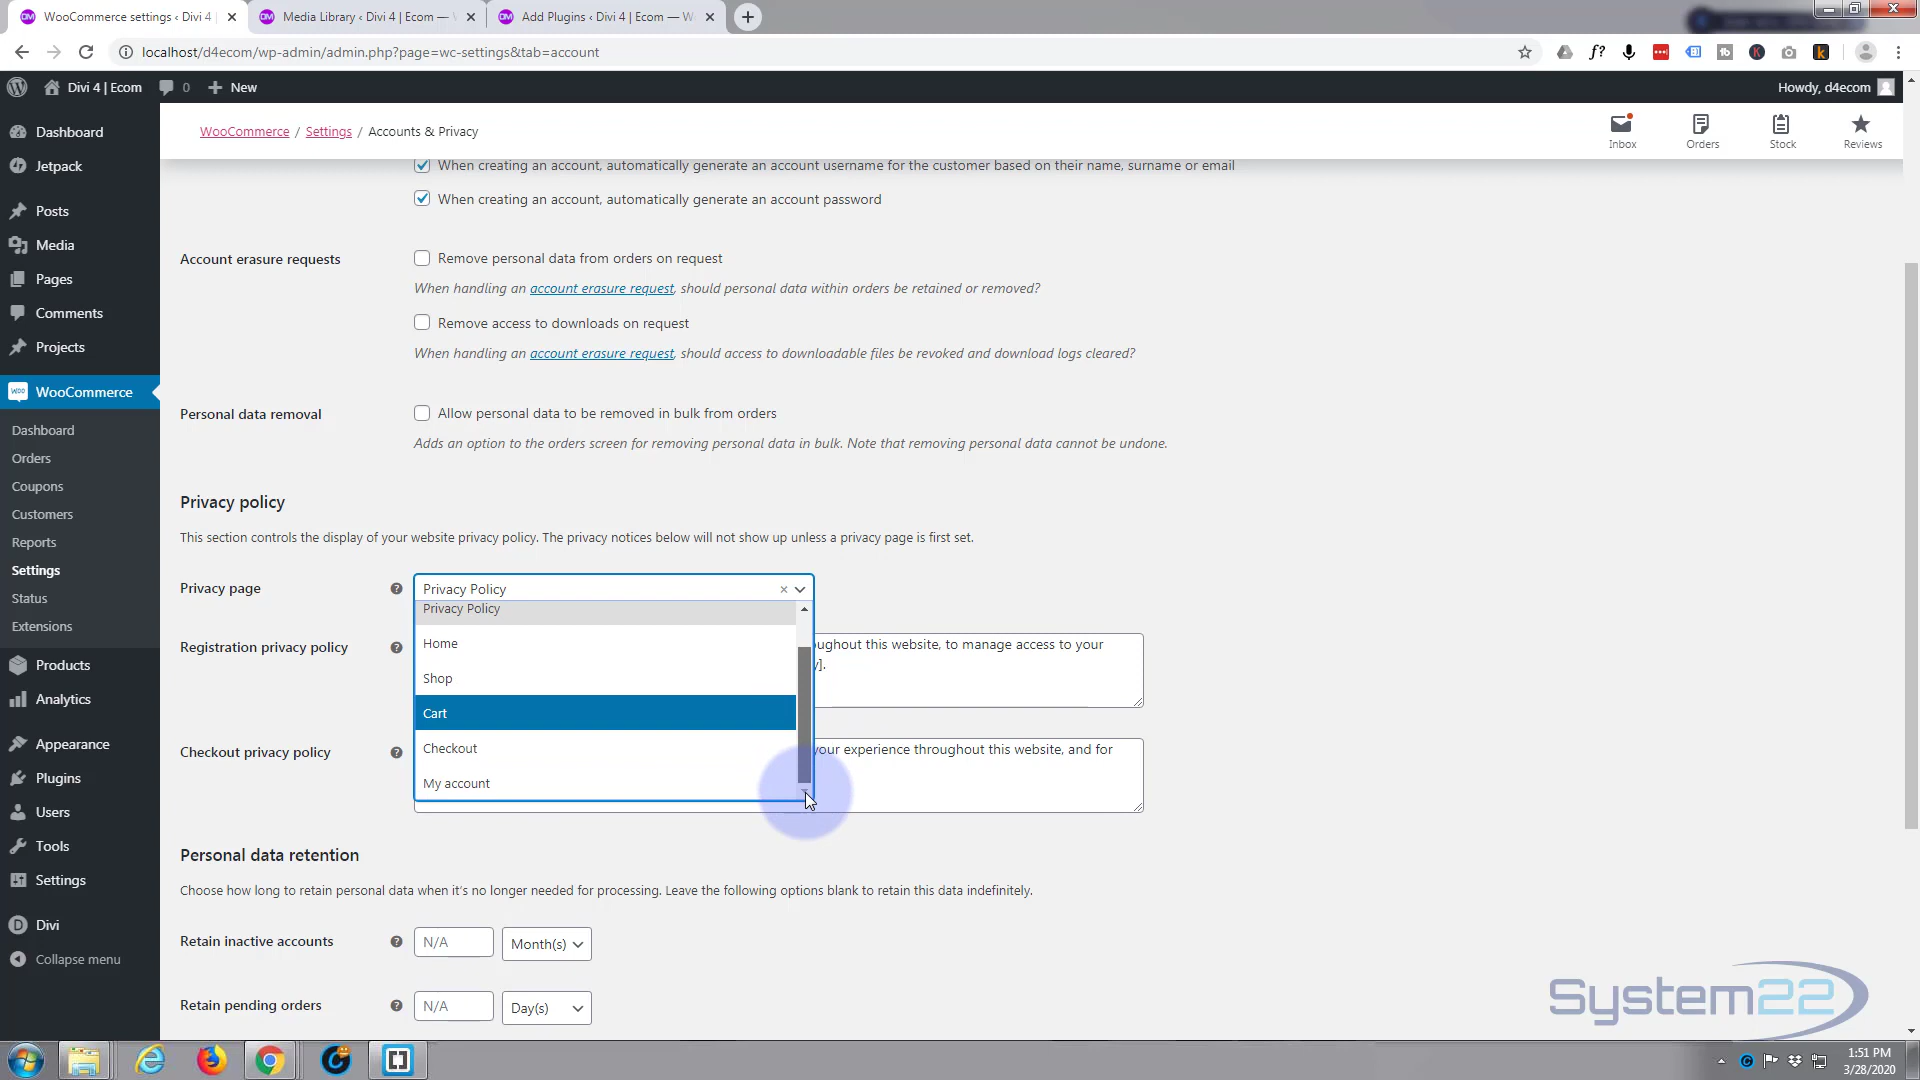 WooCommerce settings ‹ Divi 4 |
Media Library ‹ Divi 4 | Ecom —
Add Plugins ‹ Divi 4 | Ecom — W
localhost/d4ecom/wp-admin/admin.php?page=wc-settings&tab=account
Divi 4 | Ecom
0
New
Howdy, d4ecom
WooCommerce / Settings / Accounts & Privacy
Inbox
Orders
Stock
Reviews
Dashboard
Jetpack
Posts
Media
Pages
Comments
Projects
WooCommerce
Dashboard
Orders
Coupons
Customers
Reports
Settings
Status
Extensions
Products
Analytics
Appearance
Plugins
Users
Tools
Settings
Divi
Collapse menu
When creating an account, automatically generate an account username for the customer based on their name, surname or email
When creating an account, automatically generate an account password
Account erasure requests
Remove personal data from orders on request
When handling an account erasure request, should personal data within orders be retained or removed?
Remove access to downloads on request
When handling an account erasure request, should access to downloadable files be revoked and download logs cleared?
Personal data removal
Allow personal data to be removed in bulk from orders
Adds an option to the orders screen for removing personal data in bulk. Note that removing personal data cannot be undone.
Privacy policy
This section controls the display of your website privacy policy. The privacy notices below will not show up unless a privacy page is first set.
Privacy page
Privacy Policy
Privacy Policy
Home
Shop
Cart
Checkout
My account
Registration privacy policy
oughout this website, to manage access to your
y].
Checkout privacy policy
your experience throughout this website, and for
Personal data retention
Choose how long to retain personal data when it's no longer needed for processing. Leave the following options blank to retain this data indefinitely.
Retain inactive accounts
N/A
Month(s)
Retain pending orders
N/A
Day(s)
System22
1:51 PM
3/28/2020